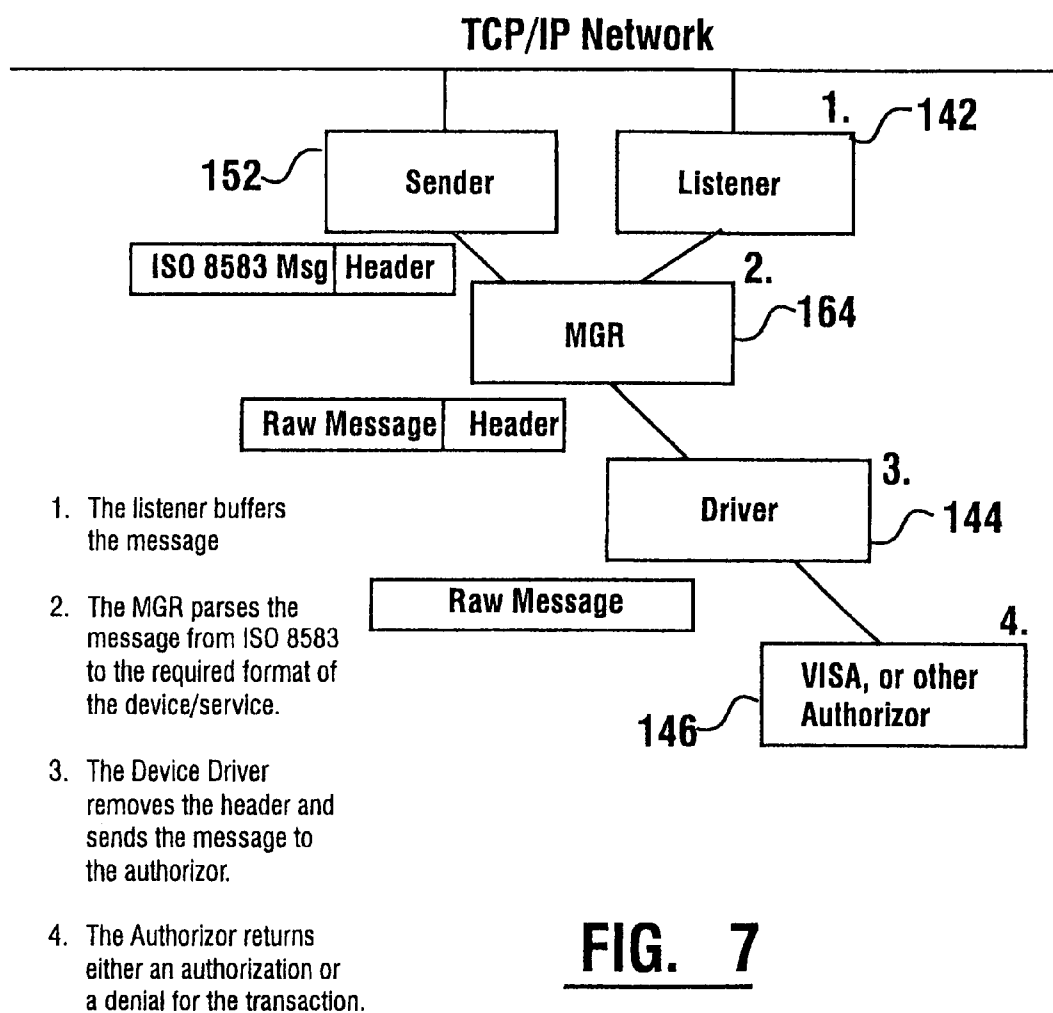 TCP/IP Network
1.
142
152
Sender
Listener
ISO 8583 Msg Header
2.
164
MGR
Raw Message Header
3.
Driver
144
Raw Message
4.
VISA, or other
Authorizor
146
1. The listener buffers
the message
2. The MGR parses the
message from ISO 8583
to the required format of
the device/service.
3. The Device Driver
removes the header and
sends the message to
the authorizor.
4. The Authorizor returns
either an authorization or
a denial for the transaction.
FIG. 7